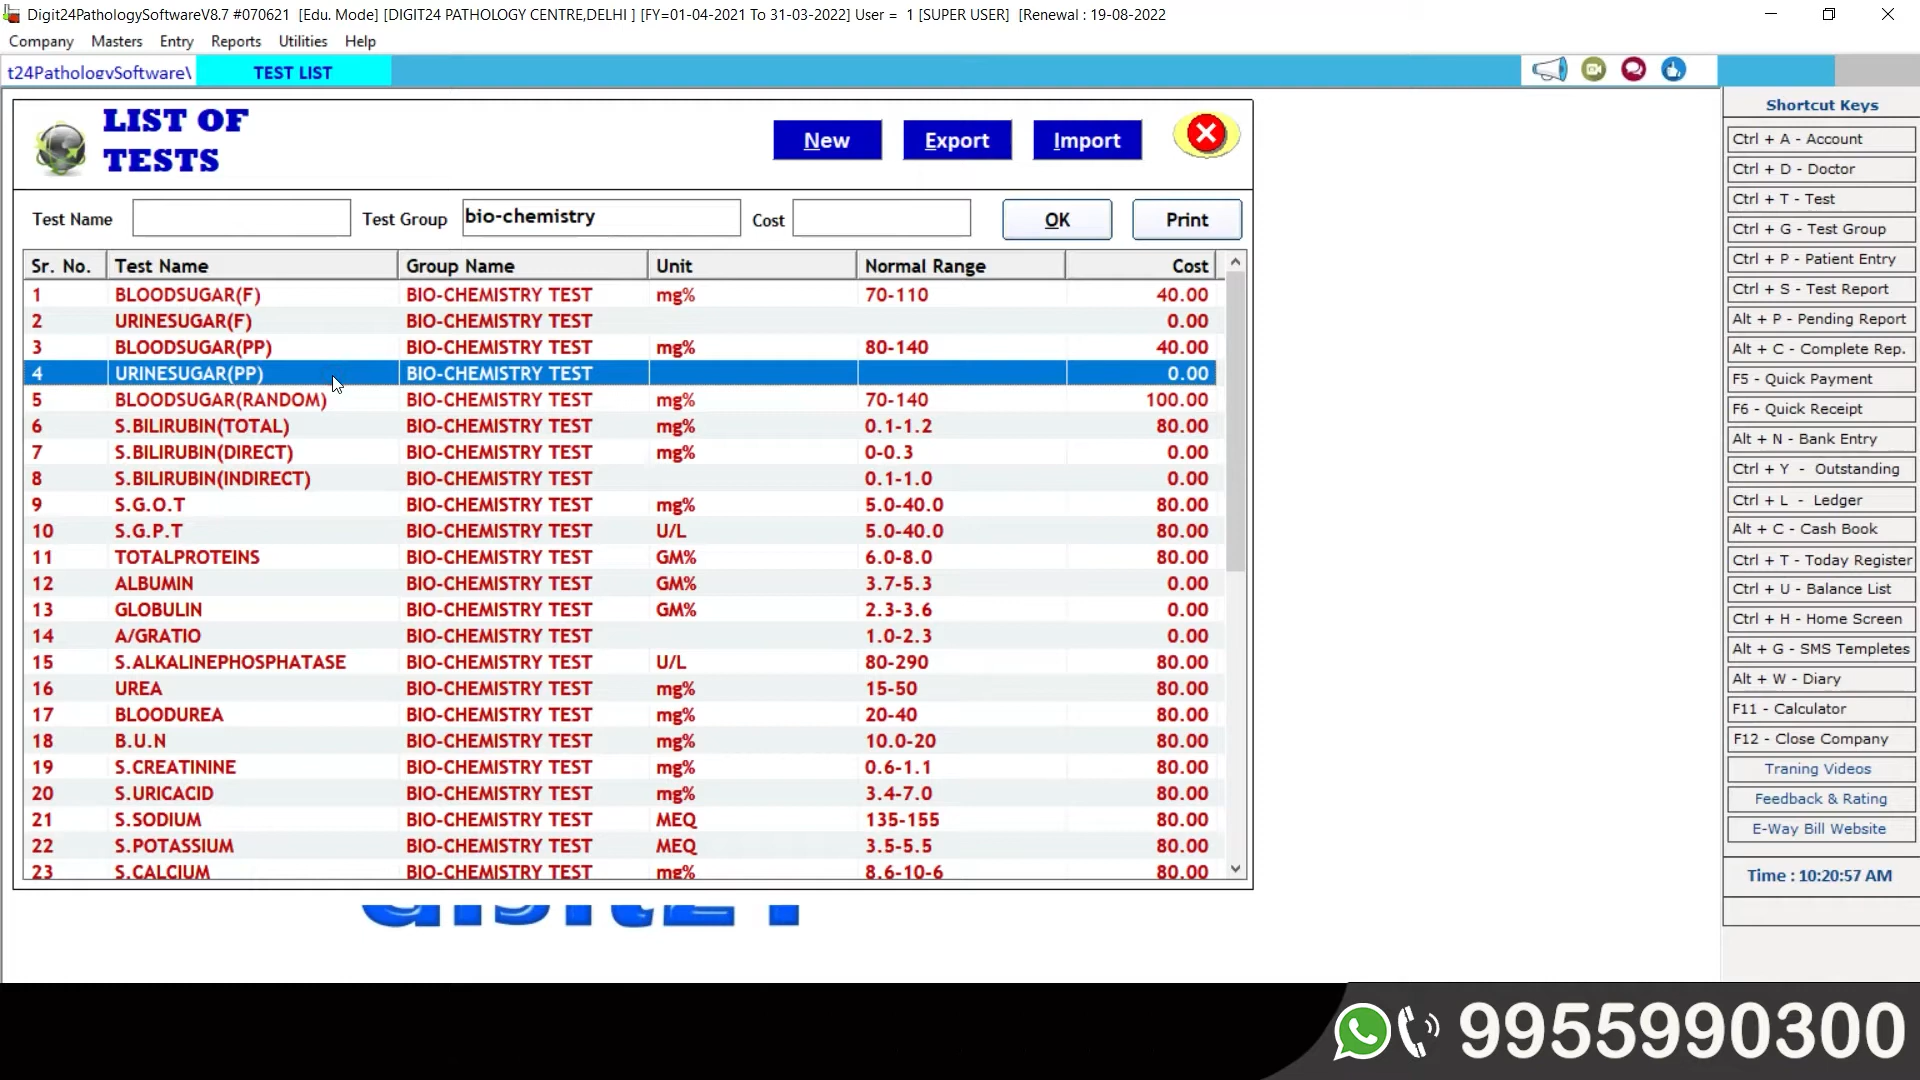 Digit24PathologySoftwareV8.7 #070621 [Edu. Mode] [DIGIT24 PATHOLOGY CENTRE,DELHI ] [FY=01-04-2021 To 31-03-2022] User = 1 [SUPER USER] [Renewal : 19-08-2022
Company Masters Entry Reports Utilities Help
t24PathologySoftware\ TEST LIST
LIST OF
TESTS
New Export Import
Test Name Test Group bio-chemistry Cost OK Print
Sr. No. Test Name Group Name Unit Normal Range Cost
1 BLOODSUGAR(F) BIO-CHEMISTRY TEST mg% 70-110 40.00
2 URINESUGAR(F) BIO-CHEMISTRY TEST 0.00
3 BLOODSUGAR(PP) BIO-CHEMISTRY TEST mg% 80-140 40.00
4 URINESUGAR(PP) BIO-CHEMISTRY TEST 0.00
5 BLOODSUGAR(RANDOM) BIO-CHEMISTRY TEST mg% 70-140 100.00
6 S.BILIRUBIN(TOTAL) BIO-CHEMISTRY TEST mg% 0.1-1.2 80.00
7 S.BILIRUBIN(DIRECT) BIO-CHEMISTRY TEST mg% 0-0.3 0.00
8 S.BILIRUBIN(INDIRECT) BIO-CHEMISTRY TEST 0.1-1.0 0.00
9 S.G.O.T BIO-CHEMISTRY TEST mg% 5.0-40.0 80.00
10 S.G.P.T BIO-CHEMISTRY TEST U/L 5.0-40.0 80.00
11 TOTALPROTEINS BIO-CHEMISTRY TEST GM% 6.0-8.0 80.00
12 ALBUMIN BIO-CHEMISTRY TEST GM% 3.7-5.3 0.00
13 GLOBULIN BIO-CHEMISTRY TEST GM% 2.3-3.6 0.00
14 A/GRATIO BIO-CHEMISTRY TEST 1.0-2.3 0.00
15 S.ALKALINEPHOSPHATASE BIO-CHEMISTRY TEST U/L 80-290 80.00
16 UREA BIO-CHEMISTRY TEST mg% 15-50 80.00
17 BLOODUREA BIO-CHEMISTRY TEST mg% 20-40 80.00
18 B.U.N BIO-CHEMISTRY TEST mg% 10.0-20 80.00
19 S.CREATININE BIO-CHEMISTRY TEST mg% 0.6-1.1 80.00
20 S.URICACID BIO-CHEMISTRY TEST mg% 3.4-7.0 80.00
21 S.SODIUM BIO-CHEMISTRY TEST MEQ 135-155 80.00
22 S.POTASSIUM BIO-CHEMISTRY TEST MEQ 3.5-5.5 80.00
23 S.CALCIUM BIO-CHEMISTRY TEST mg% 8.6-10-6 80.00
Shortcut Keys
Ctrl + A - Account
Ctrl + D - Doctor
Ctrl + T - Test
Ctrl + G - Test Group
Ctrl + P - Patient Entry
Ctrl + S - Test Report
Alt + P - Pending Report
Alt + C - Complete Rep.
F5 - Quick Payment
F6 - Quick Receipt
Alt + N - Bank Entry
Ctrl + Y - Outstanding
Ctrl + L - Ledger
Alt + C - Cash Book
Ctrl + T - Today Register
Ctrl + U - Balance List
Ctrl + H - Home Screen
Alt + G - SMS Templetes
Alt + W - Diary
F11 - Calculator
F12 - Close Company
Traning Videos
Feedback & Rating
E-Way Bill Website
Time : 10:20:57 AM
9955990300